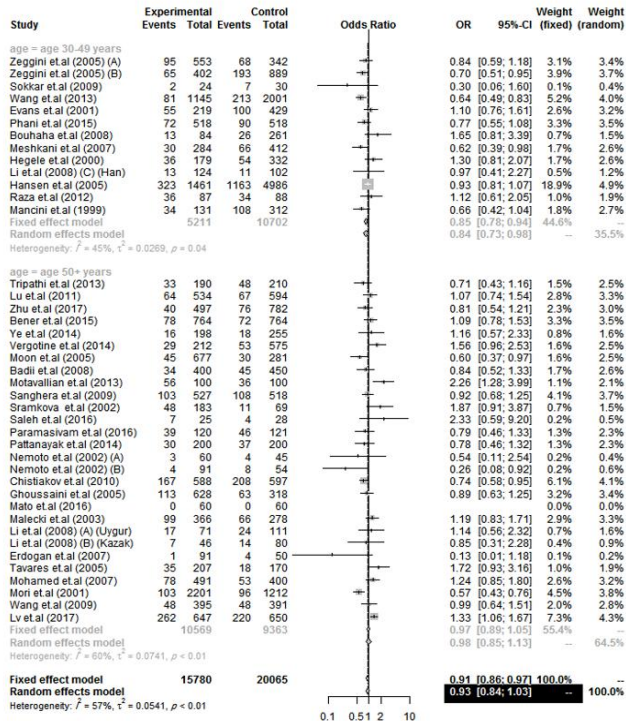 Experimental Control Weight Weight
Study Events Total Events Total Odds Ratio OR 95%-CI (fixed) (random)
age = age 30-49 years
Zeggini et.al (2005) (A) 95 553 68 342 0.84 [0.59; 1.18] 3.1% 3.4%
Zeggini et.al (2005) (B) 65 402 193 889 0.70 [0.51; 0.95] 3.9% 3.6%
Sokkar et.al (2009) 2 24 7 30 0.30 [0.06; 1.60] 0.1% 0.4%
Wang et.al (2013) 81 1145 213 2001 0.64 [0.49; 0.83] 5.2% 3.9%
Evans et.al (2001) 55 219 100 429 1.10 [0.76; 1.61] 2.6% 3.2%
Phani et.al (2015) 72 518 90 518 0.77 [0.55; 1.08] 3.3% 3.5%
Bouhaha et.al (2008) 13 84 26 261 1.65 [0.81; 3.39] 0.7% 1.5%
Meshkani et.al (2007) 30 284 66 412 0.62 [0.39; 0.98] 1.7% 2.6%
Hegele et.al (2000) 36 179 54 332 1.30 [0.81; 2.07] 1.7% 2.6%
Li et.al (2008) (C) (Han) 13 124 11 102 0.97 [0.41; 2.27] 0.5% 1.2%
Hansen et.al (2005) 323 1461 1163 4986 0.93 [0.81; 1.07] 18.9% 4.9%
Raza et.al (2012) 36 87 34 88 1.12 [0.61; 2.05] 1.0% 1.9%
Mancini et.al (1999) 34 131 108 312 0.66 [0.42; 1.04] 1.8% 2.7%
Fixed effect model 5211 10702 0.85 [0.78; 0.94] 44.6% --
Random effects model 0.84 [0.73; 0.98] -- 35.5%
Heterogeneity: I² = 45%, τ² = 0.0269, p = 0.04
age = age 50+ years
Tripathi et.al (2013) 33 190 48 210 0.71 [0.43; 1.16] 1.5% 2.5%
Lu et.al (2011) 64 534 67 594 1.07 [0.74; 1.54] 2.8% 3.3%
Zhu et.al (2017) 40 497 76 782 0.81 [0.54; 1.21] 2.3% 3.0%
Bener et.al (2015) 78 764 72 764 1.09 [0.78; 1.53] 3.3% 3.5%
Ye et.al (2014) 16 198 18 255 1.16 [0.57; 2.33] 0.8% 1.6%
Vergotine et.al (2014) 29 212 53 575 1.56 [0.96; 2.53] 1.6% 2.5%
Moon et.al (2005) 45 677 30 281 0.60 [0.37; 0.97] 1.6% 2.5%
Badii et.al (2008) 34 400 45 450 0.84 [0.52; 1.33] 1.7% 2.6%
Motavallian et.al (2013) 56 100 36 100 2.26 [1.28; 3.99] 1.1% 2.1%
Sanghera et.al (2009) 103 527 108 518 0.92 [0.68; 1.25] 4.1% 3.7%
Sramkova et.al (2002) 48 183 11 69 1.87 [0.91; 3.87] 0.7% 1.5%
Saleh et.al (2016) 7 25 4 28 2.33 [0.59; 9.20] 0.2% 0.5%
Paramasivam et.al (2016) 39 120 46 121 0.79 [0.46; 1.33] 1.3% 2.3%
Pattanayak et.al (2014) 30 200 37 200 0.78 [0.46; 1.32] 1.3% 2.3%
Nemoto et.al (2002) (A) 3 60 4 45 0.54 [0.11; 2.54] 0.2% 0.4%
Nemoto et.al (2002) (B) 4 91 8 54 0.26 [0.08; 0.92] 0.2% 0.6%
Chistiakov et.al (2010) 167 588 208 597 0.74 [0.58; 0.95] 6.1% 4.1%
Ghoussaini et.al (2005) 113 628 63 318 0.89 [0.63; 1.25] 3.2% 3.4%
Mato et.al (2016) 0 60 0 60 0.0% 0.0%
Malecki et.al (2003) 99 366 66 278 1.19 [0.83; 1.71] 2.9% 3.3%
Li et.al (2008) (A) (Uygur) 17 71 24 111 1.14 [0.56; 2.32] 0.7% 1.5%
Li et.al (2008) (B) (Kazak) 7 46 14 80 0.85 [0.31; 2.28] 0.4% 0.9%
Erdogan et.al (2007) 1 91 4 50 0.13 [0.01; 1.18] 0.1% 0.2%
Tavares et.al (2005) 35 207 18 170 1.72 [0.93; 3.16] 1.0% 1.9%
Mohamed et.al (2007) 78 491 53 400 1.24 [0.85; 1.80] 2.6% 3.2%
Mori et.al (2001) 103 2201 96 1212 0.57 [0.43; 0.76] 4.5% 3.8%
Wang et.al (2009) 48 395 48 391 0.99 [0.64; 1.51] 2.0% 2.8%
Lv et.al (2017) 262 647 220 650 1.33 [1.06; 1.67] 7.3% 4.3%
Fixed effect model 10569 9363 0.97 [0.89; 1.05] 55.4% --
Random effects model 0.98 [0.85; 1.13] -- 64.5%
Heterogeneity: I² = 60%, τ² = 0.0741, p < 0.01
Fixed effect model 15780 20065 0.91 [0.86; 0.97] 100.0% --
Random effects model 0.93 [0.84; 1.03] -- 100.0%
Heterogeneity: I² = 57%, τ² = 0.0541, p < 0.01
0.1 0.5 1 2 10